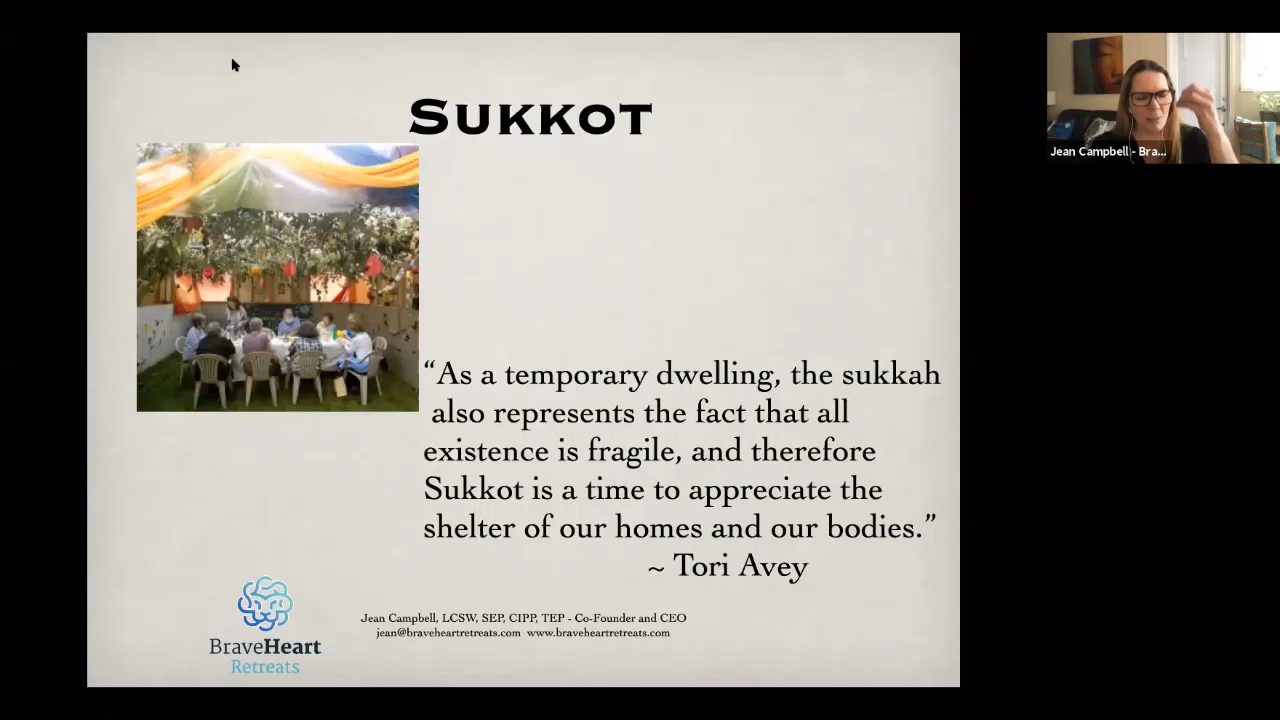 SUKKOT
“As a temporary dwelling, the sukkah
also represents the fact that all
existence is fragile, and therefore
Sukkot is a time to appreciate the
shelter of our homes and our bodies.”
~ Tori Avey
Jean Campbell, LCSW, SEP, CIPP, TEP - Co-Founder and CEO
jean@braveheartretreats.com www.braveheartretreats.com
BraveHeart
Retreats
Jean Campbell - Bra...